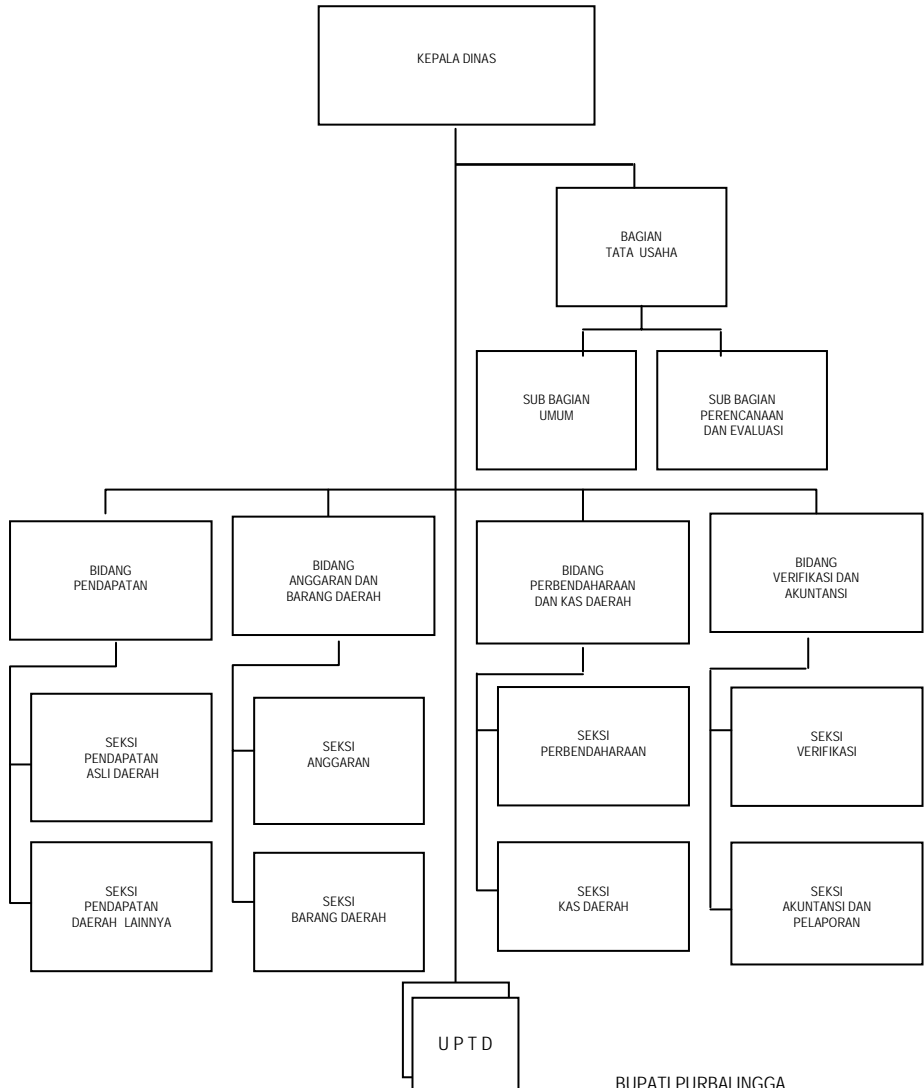 KEPALA DINAS
BAGIAN
TATA USAHA
SUB BAGIAN
UMUM
SUB BAGIAN
PERENCANAAN
DAN EVALUASI
BIDANG
PENDAPATAN
BIDANG
ANGGARAN DAN
BARANG DAERAH
BIDANG
PERBENDAHARAAN
DAN KAS DAERAH
BIDANG
VERIFIKASI DAN
AKUNTANSI
SEKSI
PENDAPATAN
ASLI DAERAH
SEKSI
ANGGARAN
SEKSI
PERBENDAHARAAN
SEKSI
VERIFIKASI
SEKSI
PENDAPATAN
DAERAH LAINNYA
SEKSI
BARANG DAERAH
SEKSI
KAS DAERAH
SEKSI
AKUNTANSI DAN
PELAPORAN
U P T D
BUPATI PURBALINGGA